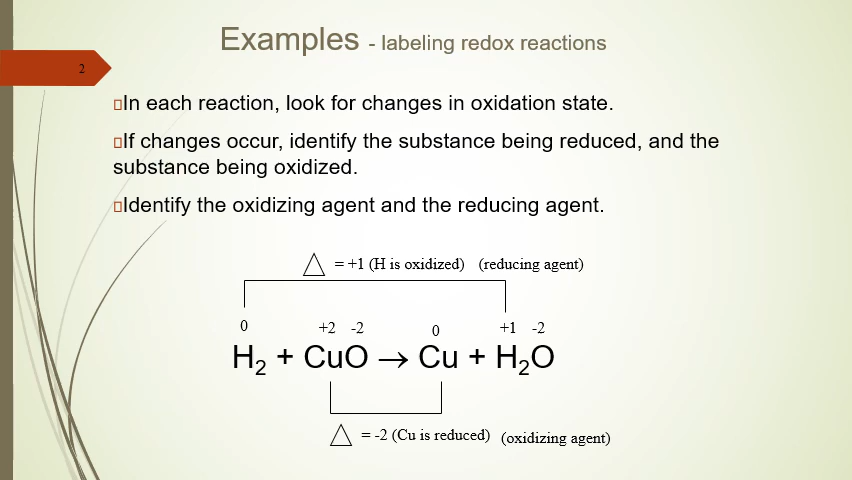 Examples - labeling redox reactions
2
In each reaction, look for changes in oxidation state.
If changes occur, identify the substance being reduced, and the
substance being oxidized.
Identify the oxidizing agent and the reducing agent.
△ = +1 (H is oxidized) (reducing agent)
0 +2 -2 0 +1 -2
H₂ + CuO → Cu + H₂O
△ = -2 (Cu is reduced) (oxidizing agent)